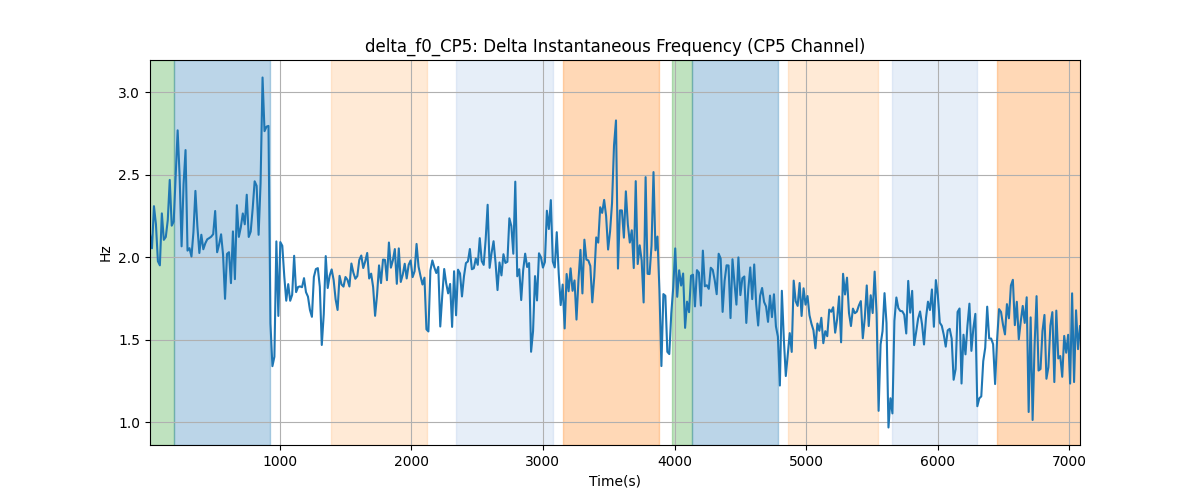 delta_f0_CP5: Delta Instantaneous Frequency (CP5 Channel)
3.0
2.5
2.0
1.5
1.0
Hz
1000 2000 3000 4000 5000 6000 7000
Time(s)